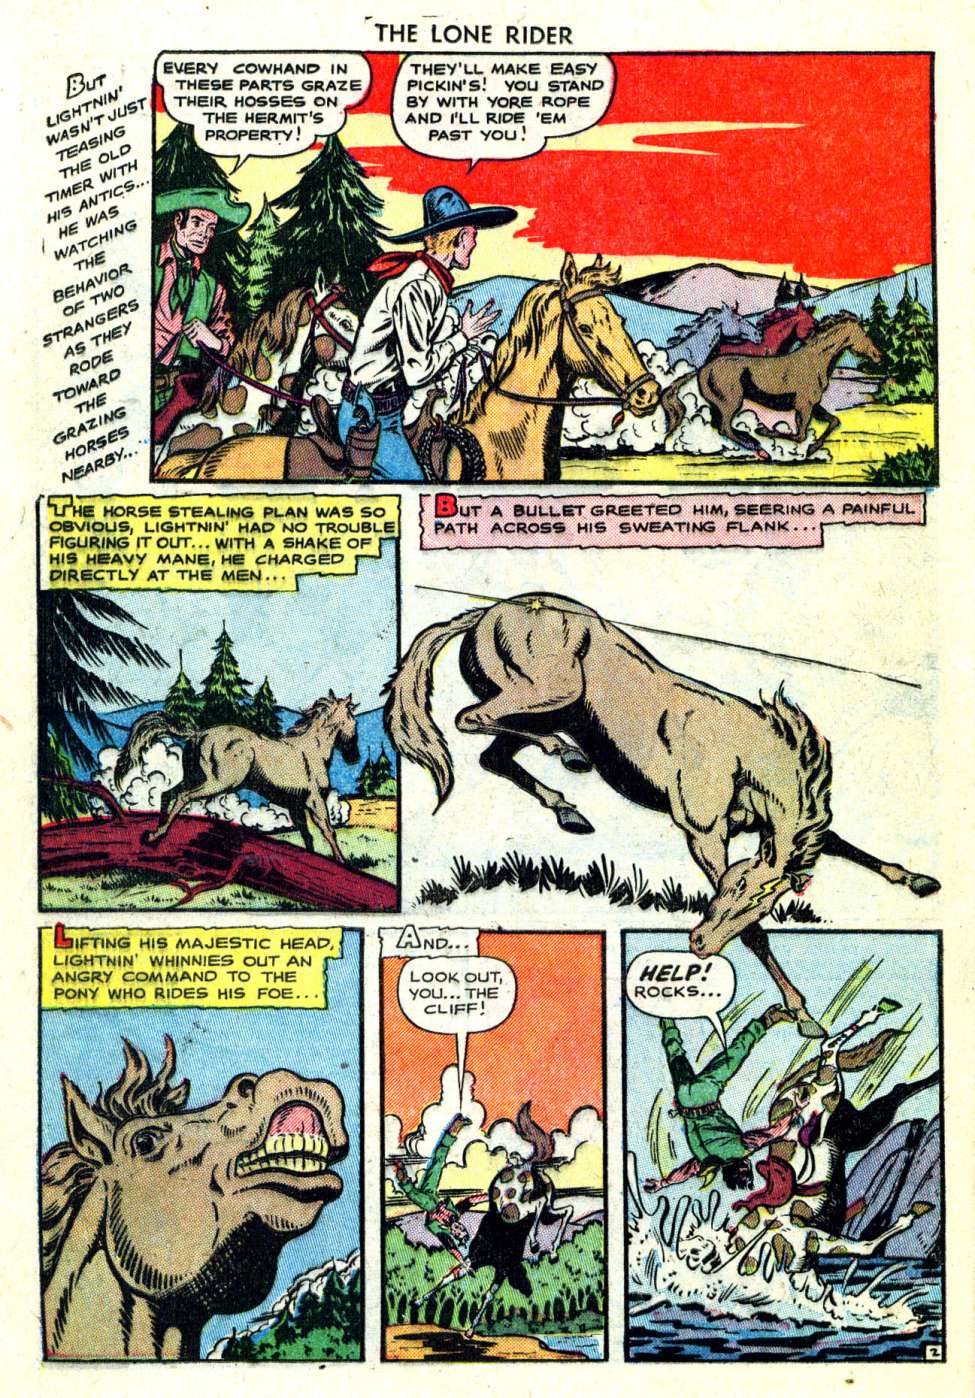 THE LONE RIDER
BUT
LIGHTNIN'
WASN'T JUST
TEASING
THE OLD
TIMER WITH
HIS ANTICS...
HE WAS
WATCHING
THE
BEHAVIOR
OF TWO
STRANGERS
AS THEY
RODE
TOWARD
THE
GRAZING
HORSES
NEARBY...
EVERY COWHAND IN
THESE PARTS GRAZE
THEIR HOSSES ON
THE HERMIT'S
PROPERTY!
THEY'LL MAKE EASY
PICKIN'S! YOU STAND
BY WITH YORE ROPE
AND I'LL RIDE 'EM
PAST YOU!
THE HORSE STEALING PLAN WAS SO
OBVIOUS, LIGHTNIN' HAD NO TROUBLE
FIGURING IT OUT... WITH A SHAKE OF
HIS HEAVY MANE, HE CHARGED
DIRECTLY AT THE MEN...
BUT A BULLET GREETED HIM, SEERING A PAINFUL
PATH ACROSS HIS SWEATING FLANK...
LIFTING HIS MAJESTIC HEAD,
LIGHTNIN' WHINNIES OUT AN
ANGRY COMMAND TO THE
PONY WHO RIDES HIS FOE...
AND...
LOOK OUT,
YOU... THE
CLIFF!
HELP!
ROCKS...
2